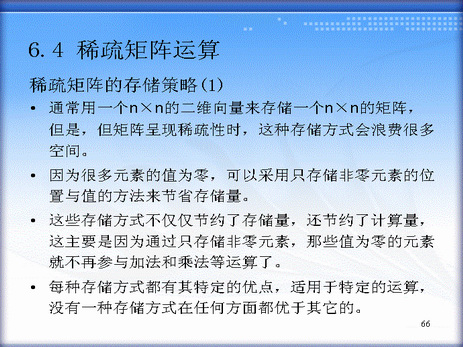 6.4 稀疏矩阵运算
稀疏矩阵的存储策略(1)
• 通常用一个n×n的二维向量来存储一个n×n的矩阵，
但是，但矩阵呈现稀疏性时，这种存储方式会浪费很多
空间。
• 因为很多元素的值为零，可以采用只存储非零元素的位
置与值的方法来节省存储量。
• 这些存储方式不仅仅节约了存储量，还节约了计算量，
这主要是因为通过只存储非零元素，那些值为零的元素
就不再参与加法和乘法等运算了。
• 每种存储方式都有其特定的优点，适用于特定的运算，
没有一种存储方式在任何方面都优于其它的。
66